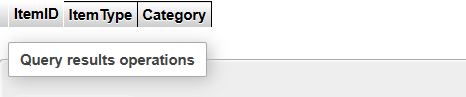 ItemID ItemType Category
Query results operations